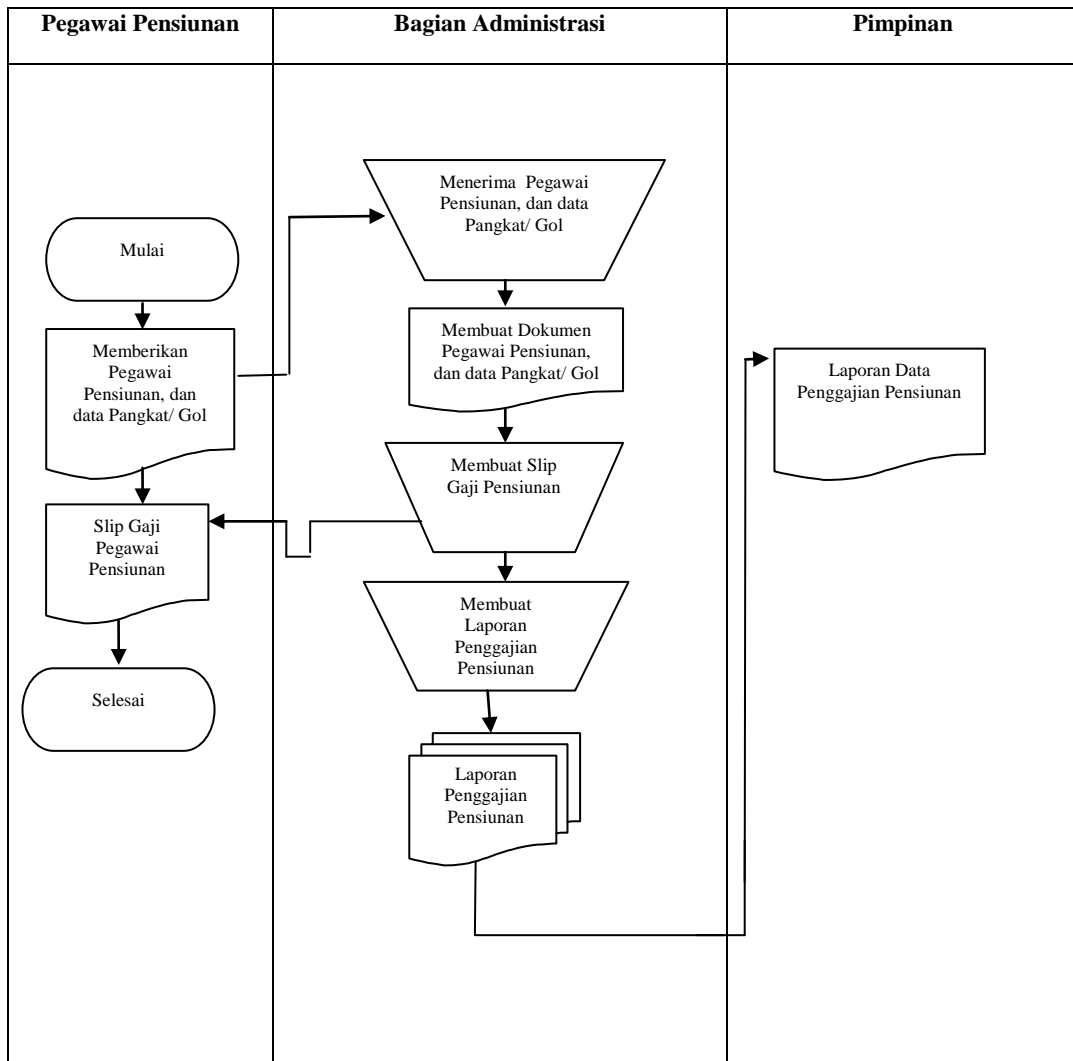 Pegawai Pensiunan
Bagian Administrasi
Pimpinan
Mulai
Memberikan
Pegawai
Pensiunan, dan
data Pangkat/ Gol
Slip Gaji
Pegawai
Pensiunan
Selesai
Menerima Pegawai
Pensiunan, dan data
Pangkat/ Gol
Membuat Dokumen
Pegawai Pensiunan,
dan data Pangkat/ Gol
Membuat Slip
Gaji Pensiunan
Membuat
Laporan
Penggajian
Pensiunan
Laporan
Penggajian
Pensiunan
Laporan Data
Penggajian Pensiunan